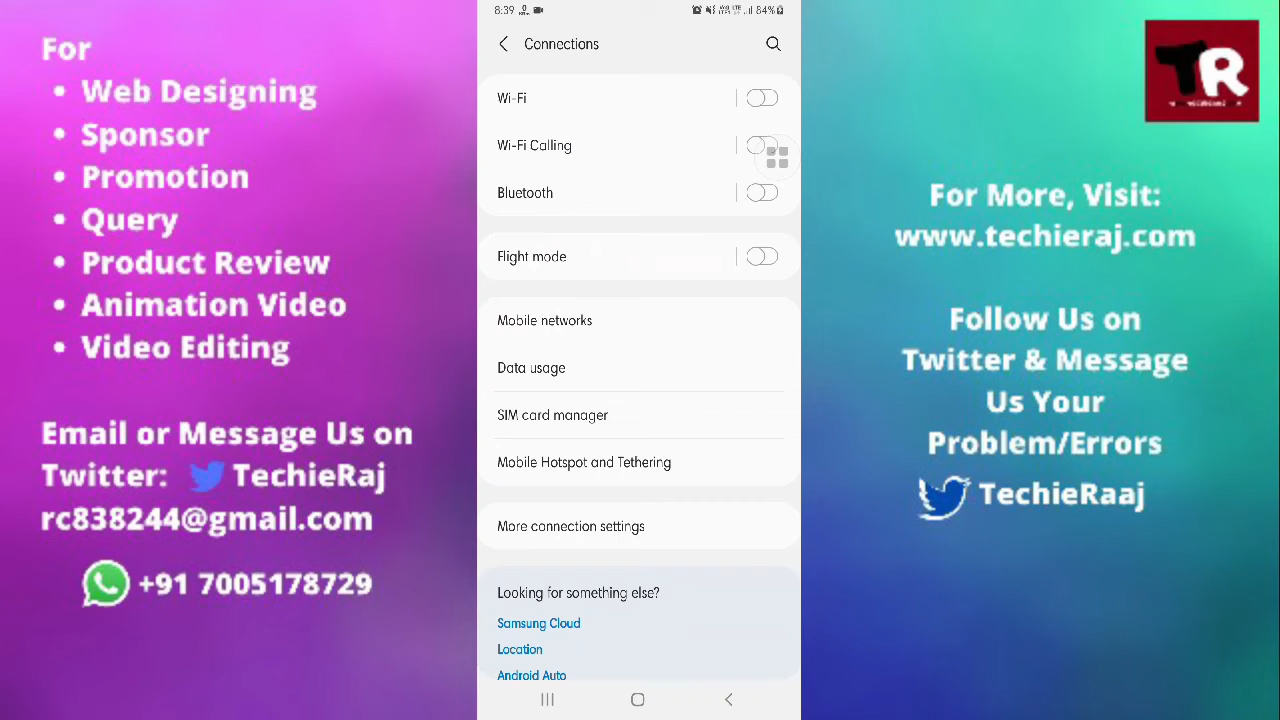 For
• Web Designing
• Sponsor
• Promotion
• Query
• Product Review
• Animation Video
• Video Editing
Email or Message Us on
Twitter: TechieRaj
rc838244@gmail.com
+91 7005178729
8:39
84%
Connections
Wi-Fi
Wi-Fi Calling
Bluetooth
Flight mode
Mobile networks
Data usage
SIM card manager
Mobile Hotspot and Tethering
More connection settings
Looking for something else?
Samsung Cloud
Location
Android Auto
TR
For More, Visit:
www.techieraj.com
Follow Us on
Twitter & Message
Us Your
Problem/Errors
TechieRaaj